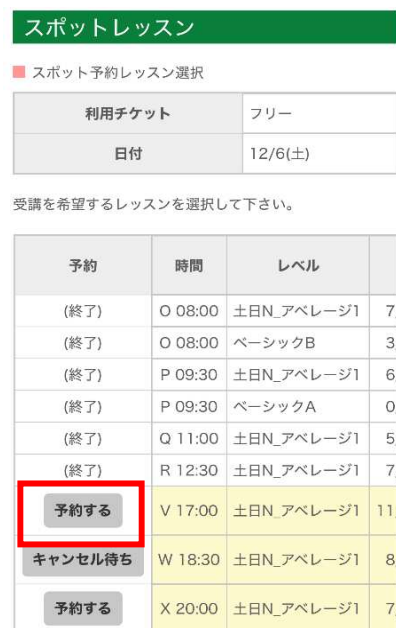 スポットレッスン
スポット予約レッスン選択
利用チケット フリー
日付 12/6(土)
受講を希望するレッスンを選択して下さい。
予約 時間 レベル
(終了) O 08:00 土日N_アベレージ1 7
(終了) O 08:00 ベーシックB 3
(終了) P 09:30 土日N_アベレージ1 6
(終了) P 09:30 ベーシックA 0
(終了) Q 11:00 土日N_アベレージ1 5
(終了) R 12:30 土日N_アベレージ1 7
予約する V 17:00 土日N_アベレージ1 11
キャンセル待ち W 18:30 土日N_アベレージ1 8
予約する X 20:00 土日N_アベレージ1 7